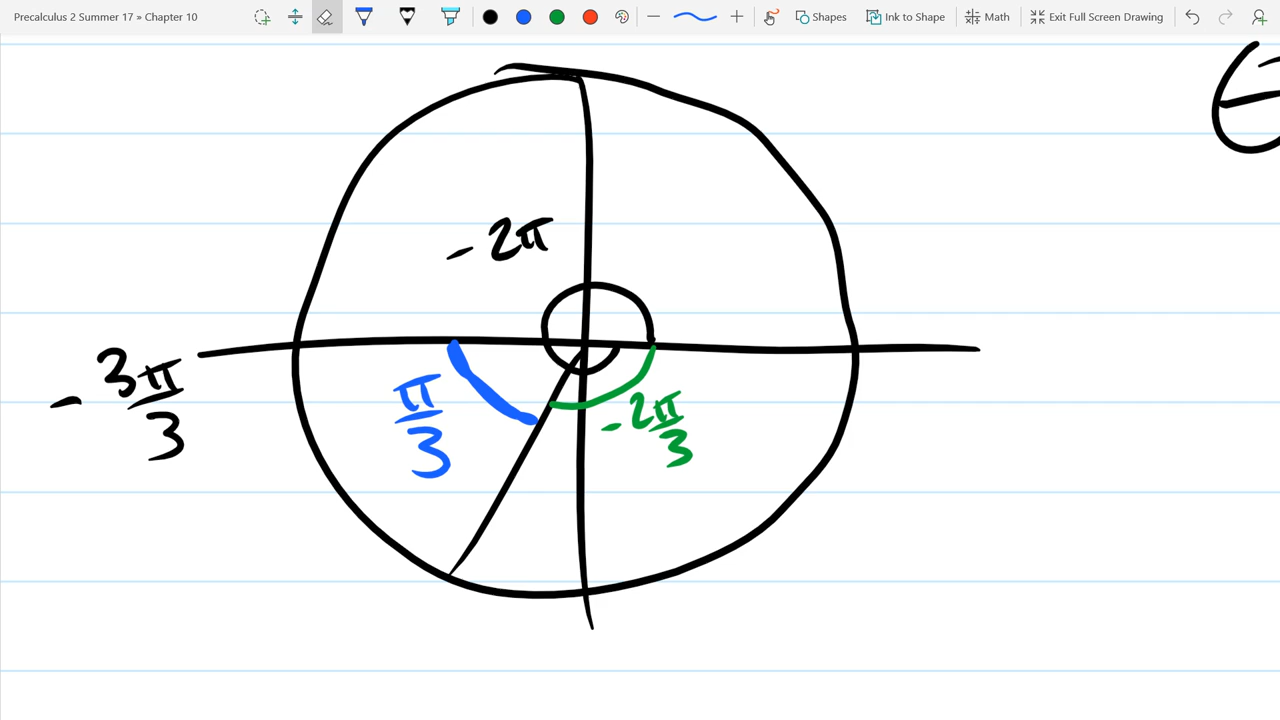 Precalculus 2 Summer 17 » Chapter 10
Shapes
Ink to Shape
Math
Exit Full Screen Drawing
θ
-2π
-3π/3
π/3
-2π/3